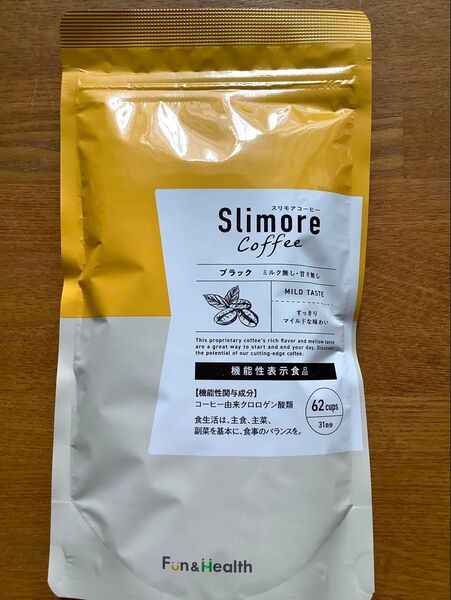 スリモアコーヒー
Slimore
Coffee
ブラック ミルク無し・甘さ無し
MILD TASTE
すっきり
マイルドな味わい
This proprietary coffee's rich flavor and mellow taste
are a great way to start and end your day. Discover
the potential of our cutting-edge coffee.
機能性表示食品
【機能性関与成分】
コーヒー由来クロロゲン酸類
62 cups
31日分
食生活は、主食、主菜、
副菜を基本に、食事のバランスを。
Fun&Health